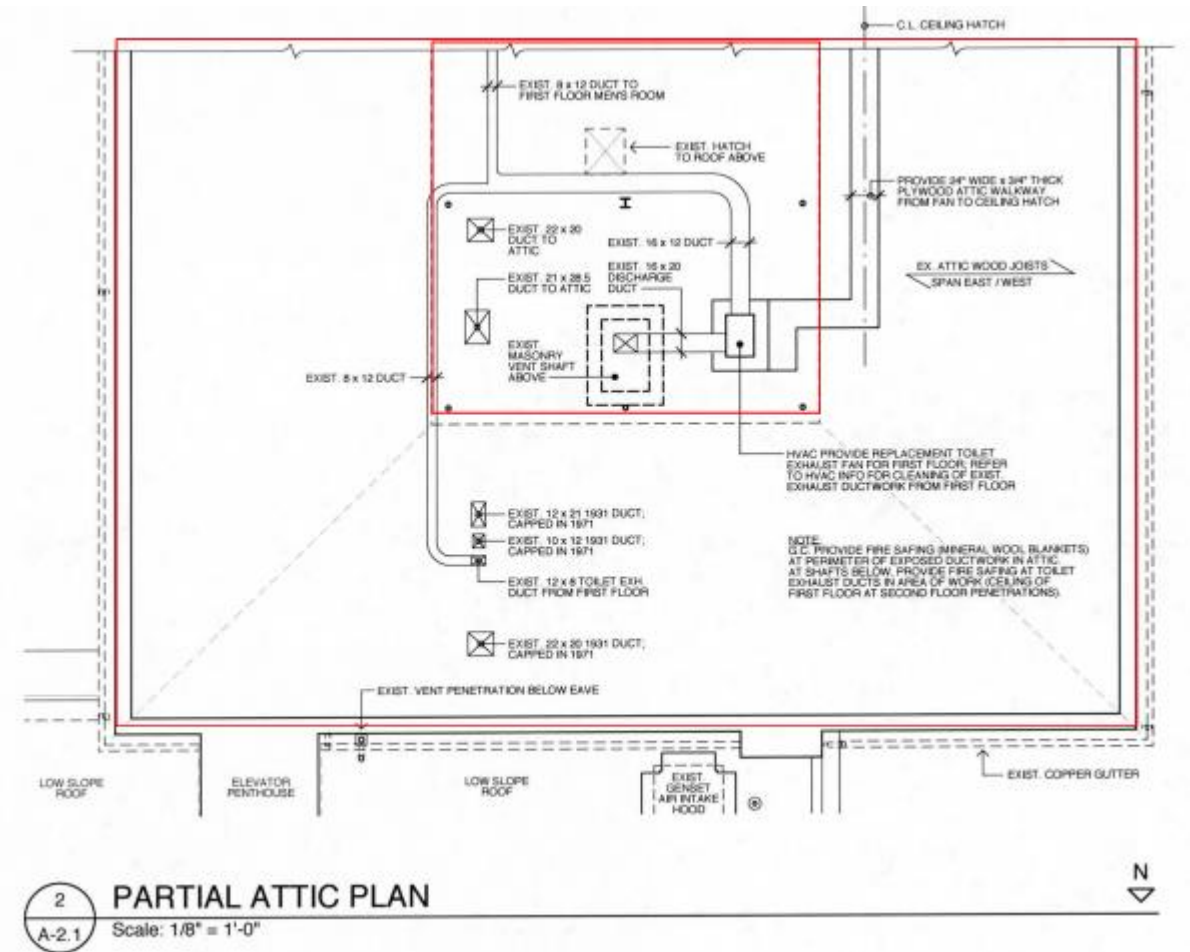 C.L. CEILING HATCH
EXIST. 8 x 12 DUCT TO
FIRST FLOOR MEN'S ROOM
EXIST. HATCH
TO ROOF ABOVE
PROVIDE 24" WIDE x 3/4" THICK
PLYWOOD ATTIC WALKWAY
FROM FAN TO CEILING HATCH
EXIST. 22 x 20
DUCT TO
ATTIC
EXIST. 16 x 12 DUCT
EXIST. 16 x 20
DISCHARGE
DUCT
EX. ATTIC WOOD JOISTS
SPAN EAST / WEST
EXIST. 21 x 28.5
DUCT TO ATTIC
EXIST.
MASONRY
VENT SHAFT
ABOVE
EXIST. 8 x 12 DUCT
HVAC PROVIDE REPLACEMENT TOILET
EXHAUST FAN FOR FIRST FLOOR; REFER
TO HVAC INFO FOR CLEANING OF EXIST.
EXHAUST DUCTWORK FROM FIRST FLOOR
EXIST. 12 x 21 1931 DUCT;
CAPPED IN 1971
EXIST. 10 x 12 1931 DUCT;
CAPPED IN 1971
EXIST. 12 x 8 TOILET EXH.
DUCT FROM FIRST FLOOR
NOTE:
G.C. PROVIDE FIRE SAFING (MINERAL WOOL BLANKETS)
AT PERIMETER OF EXPOSED DUCTWORK IN ATTIC.
AT SHAFTS BELOW, PROVIDE FIRE SAFING AT TOILET
EXHAUST DUCTS IN AREA OF WORK (CEILING OF
FIRST FLOOR AT SECOND FLOOR PENETRATIONS).
EXIST. 22 x 20 1931 DUCT;
CAPPED IN 1971
EXIST. VENT PENETRATION BELOW EAVE
LOW SLOPE
ROOF
ELEVATOR
PENTHOUSE
LOW SLOPE
ROOF
EXIST.
GENSET
AIR INTAKE
HOOD
EXIST. COPPER GUTTER
N
2
A-2.1
PARTIAL ATTIC PLAN
Scale: 1/8" = 1'-0"